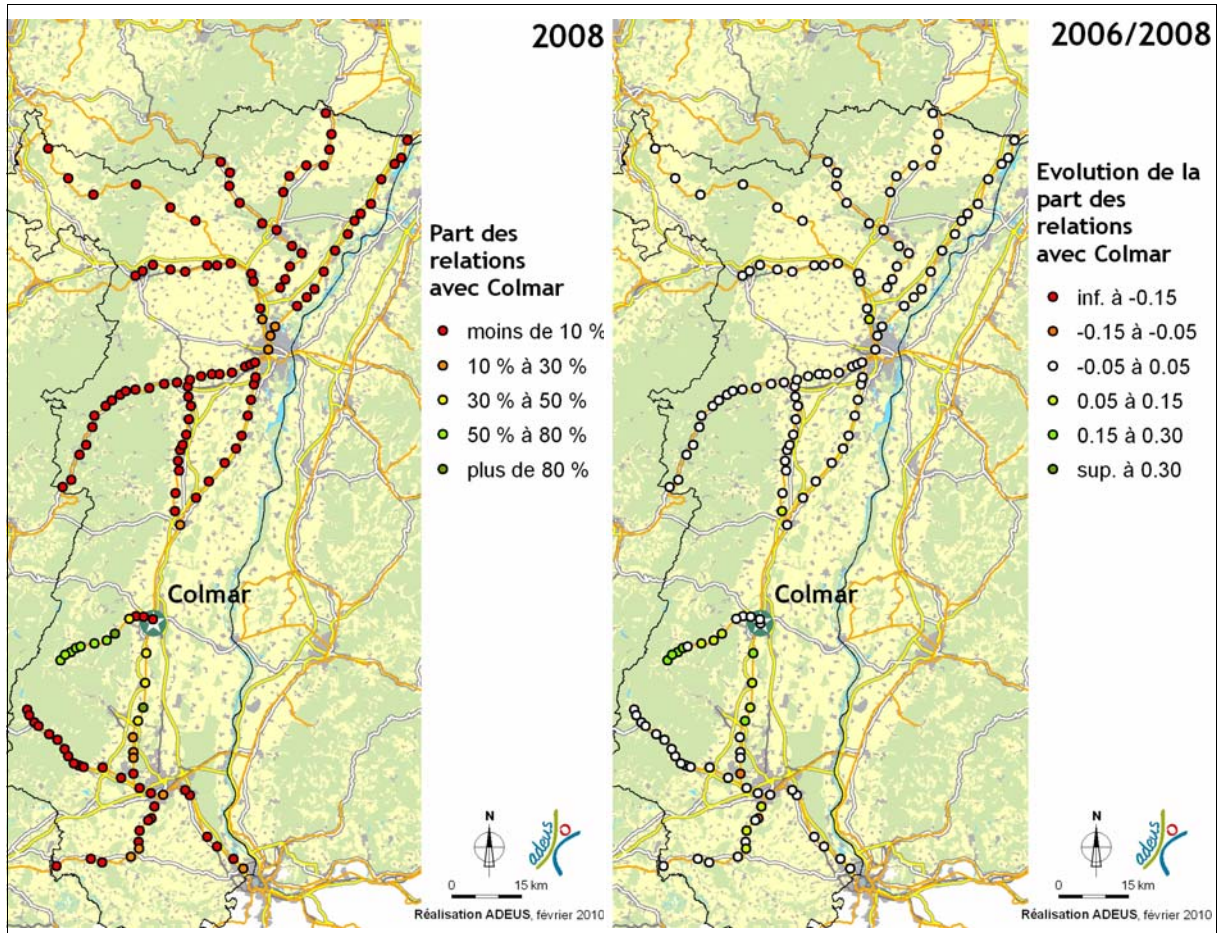 2008
Part des
relations
avec Colmar
moins de 10 %
10 % à 30 %
30 % à 50 %
50 % à 80 %
plus de 80 %
Colmar
N
adeus
0 15 km
Réalisation ADEUS, février 2010
2006/2008
Evolution de la
part des
relations
avec Colmar
inf. à -0.15
-0.15 à -0.05
-0.05 à 0.05
0.05 à 0.15
0.15 à 0.30
sup. à 0.30
Colmar
N
adeus
0 15 km
Réalisation ADEUS, février 2010